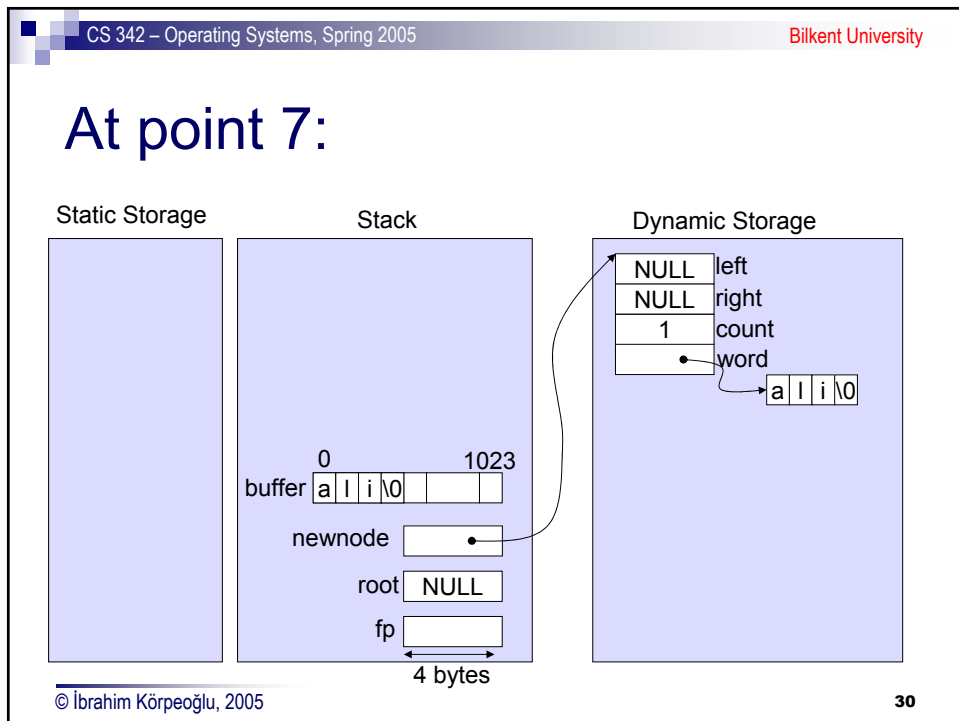 CS 342 – Operating Systems, Spring 2005
Bilkent University
At point 7:
Static Storage
Stack
Dynamic Storage
NULL left
NULL right
1 count
word
a l i \0
0 1023
buffer a l i \0
newnode
root NULL
fp
4 bytes
© İbrahim Körpeoğlu, 2005
30